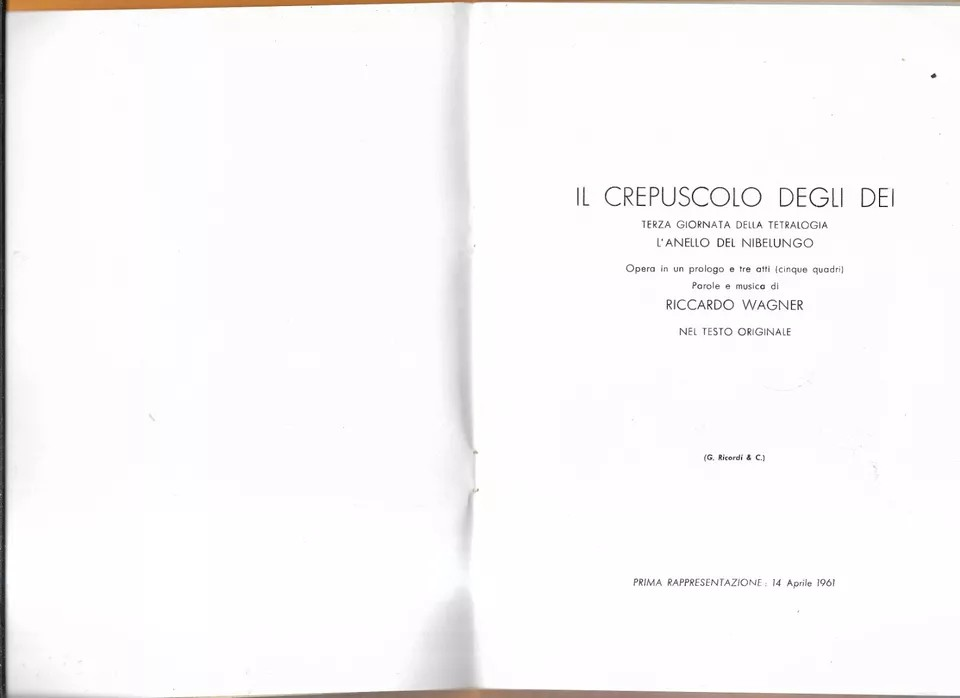 IL CREPUSCOLO DEGLI DEI
TERZA GIORNATA DELLA TETRALOGIA
L'ANELLO DEL NIBELUNGO
Opera in un prologo e tre atti (cinque quadri)
Parole e musica di
RICCARDO WAGNER
NEL TESTO ORIGINALE
(G. Ricordi & C.)
PRIMA RAPPRESENTAZIONE: 14 Aprile 1961